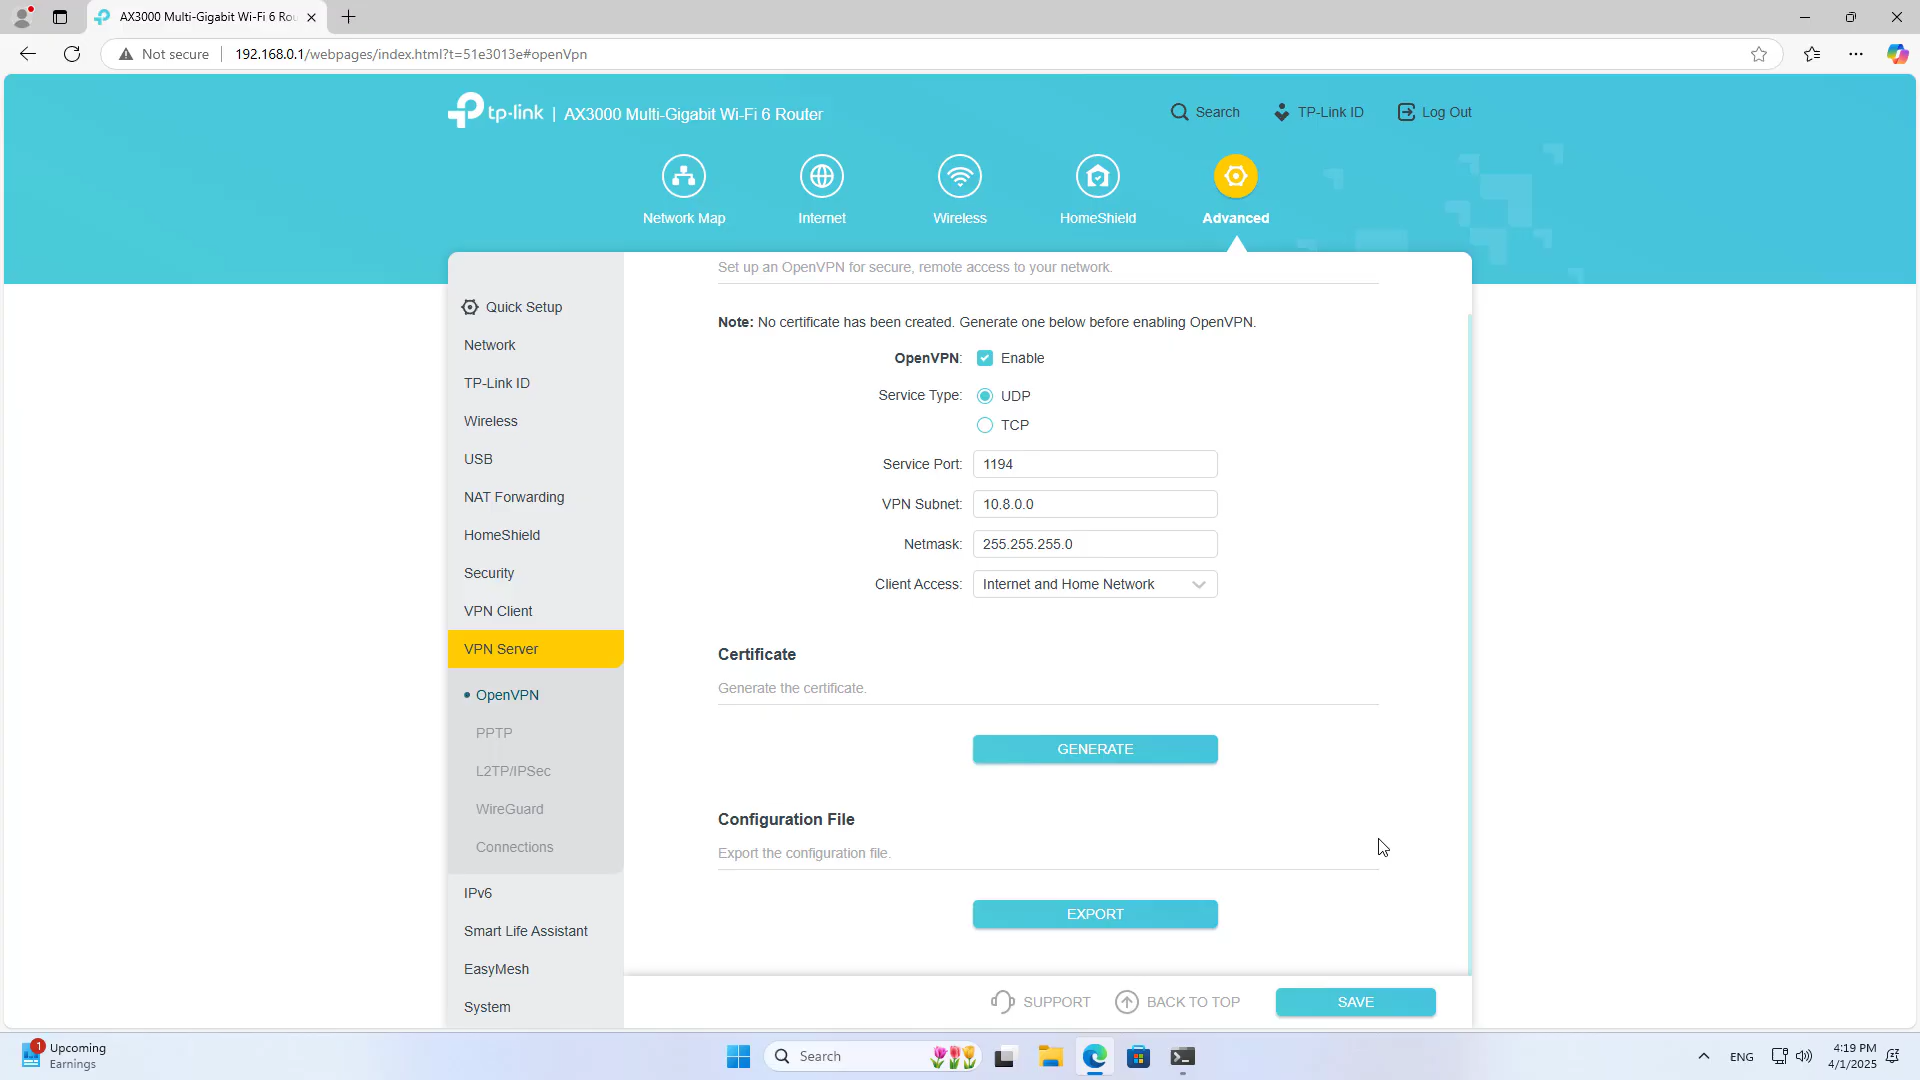 AX3000 Multi-Gigabit Wi-Fi 6 Rou
Not secure
192.168.0.1/webpages/index.html?t=51e3013e#openVpn
tp-link | AX3000 Multi-Gigabit Wi-Fi 6 Router
Search
TP-Link ID
Log Out
Network Map
Internet
Wireless
HomeShield
Advanced
Quick Setup
Network
TP-Link ID
Wireless
USB
NAT Forwarding
HomeShield
Security
VPN Client
VPN Server
OpenVPN
PPTP
L2TP/IPSec
WireGuard
Connections
IPv6
Smart Life Assistant
EasyMesh
System
Set up an OpenVPN for secure, remote access to your network.
Note: No certificate has been created. Generate one below before enabling OpenVPN.
OpenVPN: Enable
Service Type: UDP
TCP
Service Port: 1194
VPN Subnet: 10.8.0.0
Netmask: 255.255.255.0
Client Access: Internet and Home Network
Certificate
Generate the certificate.
GENERATE
Configuration File
Export the configuration file.
EXPORT
SUPPORT
BACK TO TOP
SAVE
1
Upcoming
Earnings
Search
ENG
4:19 PM
4/1/2025